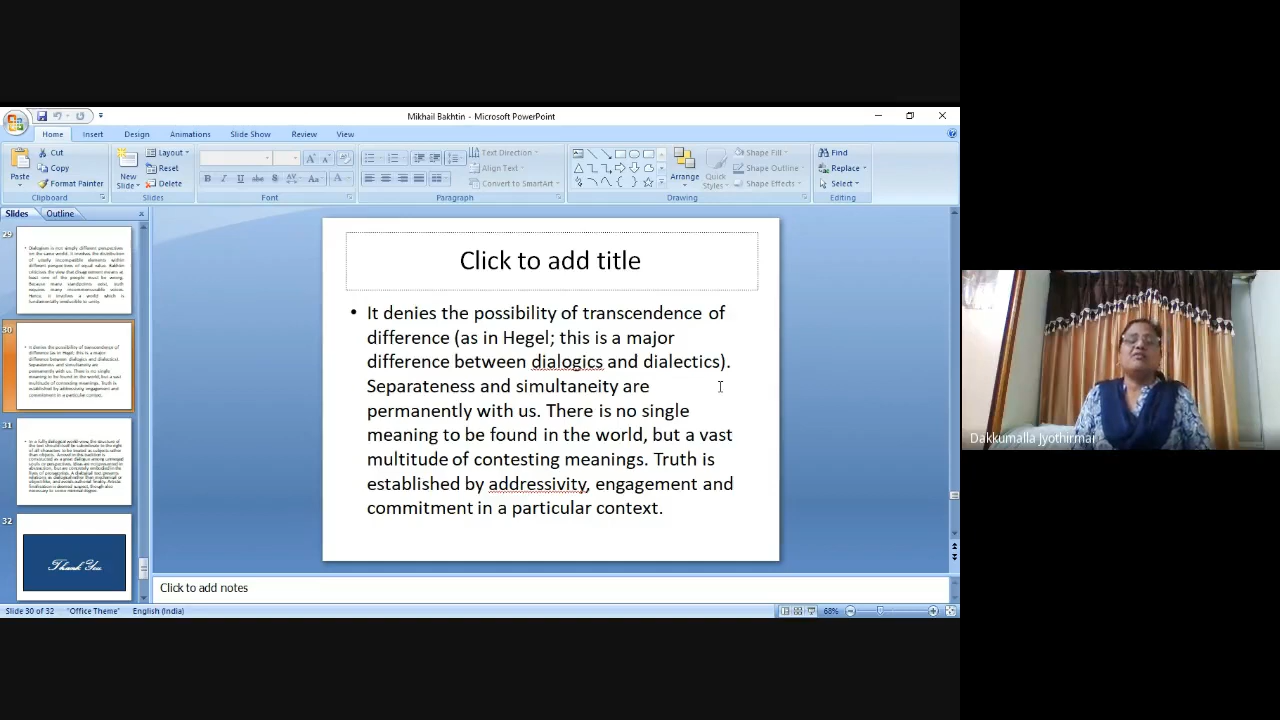 Mikhail Bakhtin - Microsoft PowerPoint
Home Insert Design Animations Slide Show Review View
Paste
Cut
Copy
Format Painter
Clipboard
New Slide
Layout
Reset
Delete
Slides
Font
Text Direction
Align Text
Convert to SmartArt
Paragraph
Arrange
Quick Styles
Shape Fill
Shape Outline
Shape Effects
Drawing
Find
Replace
Select
Editing
Slides Outline
29
30
31
32
Thank You
Click to add title
• It denies the possibility of transcendence of
difference (as in Hegel; this is a major
difference between dialogics and dialectics).
Separateness and simultaneity are
permanently with us. There is no single
meaning to be found in the world, but a vast
multitude of contesting meanings. Truth is
established by addressivity, engagement and
commitment in a particular context.
Click to add notes
Slide 30 of 32 "Office Theme" English (India) 68%
Dakkumalla Jyothirmai